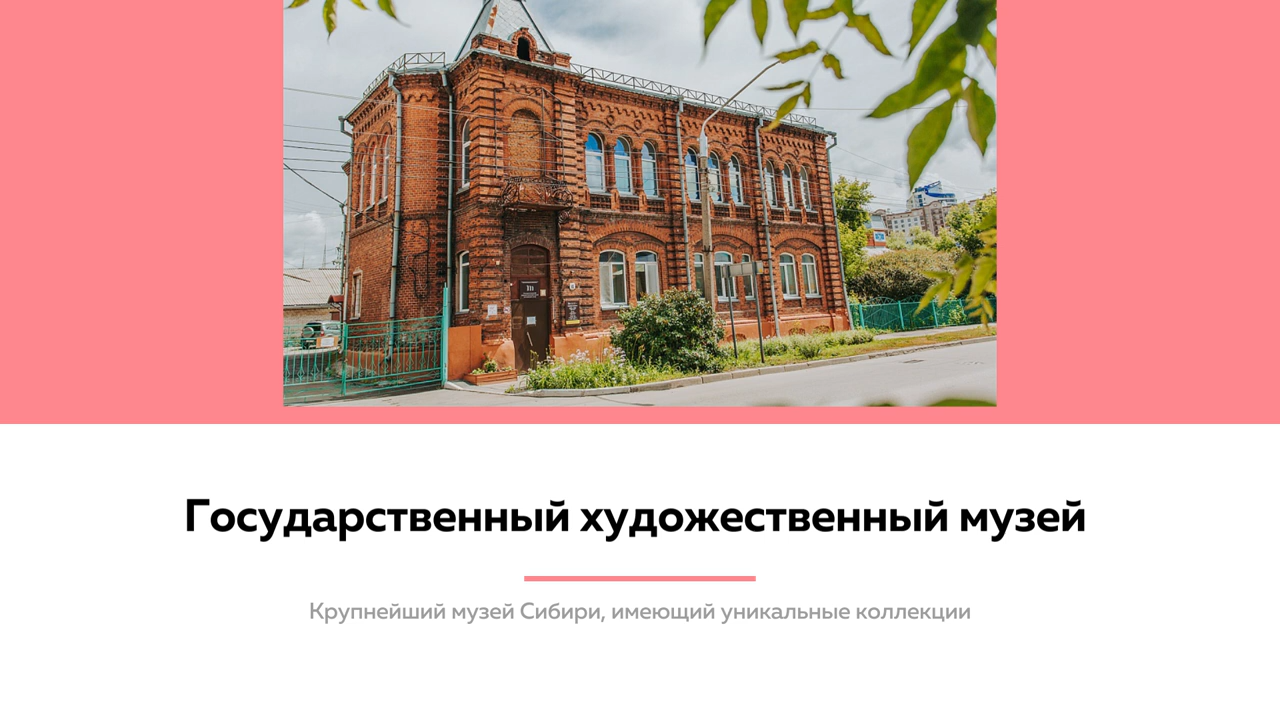 Государственный художественный музей
Крупнейший музей Сибири, имеющий уникальные коллекции